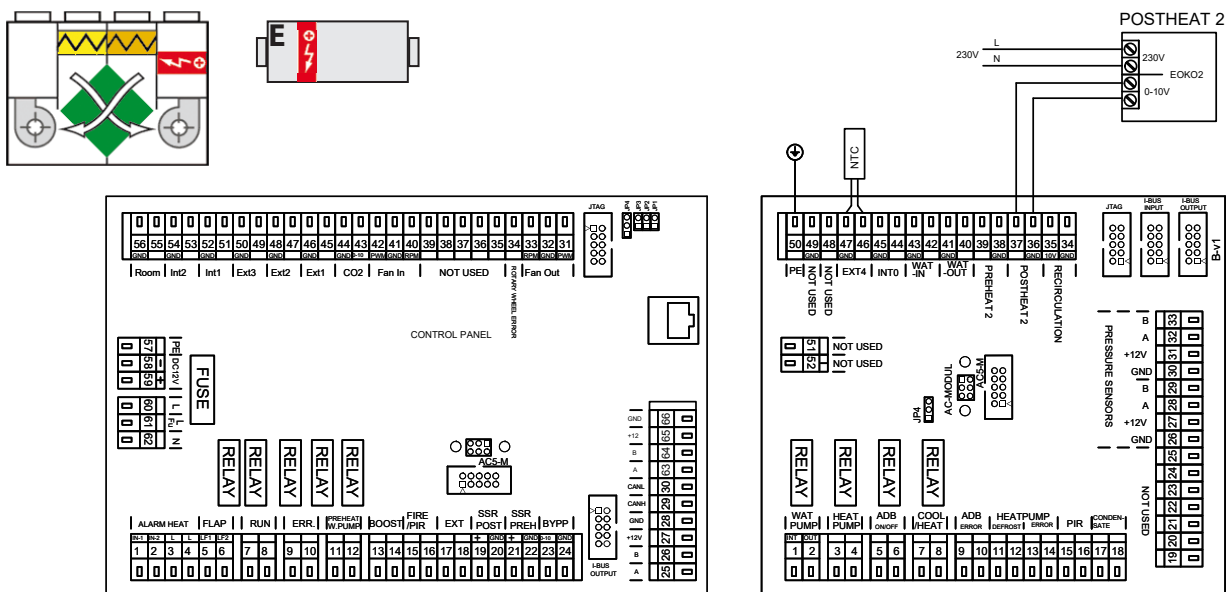 E
POSTHEAT 2
230V
L
N
230V
EOKO2
0-10V
NTC
JTAG
JP4
JP3
JP2
JP1
56 55 54 53 52 51 50 49 48 47 46 45 44 43 42 41 40 39 38 37 36 35 34 33 32 31
GND GND GND GND GND GND GND 0-10 PWM GND RPM RPM GND PWM
Room Int2 Int1 Ext3 Ext2 Ext1 CO2 Fan In NOT USED ROTARY WHEEL ERROR Fan Out
CONTROL PANEL
57 PE
58 - DC12V
59 +
60 L
61 L Fu
62 N
FUSE
RELAY RELAY RELAY RELAY RELAY
AC5-M
GND 66
+12 65
B 64
A 63
CANL 30
CANH 29
GND 28
+12V 27
B 26
A 25
I-BUS
OUTPUT
ALARM HEAT FLAP RUN ERR. PREHEAT W.PUMP BOOST FIRE /PIR EXT SSR POST SSR PREH BYPP
IN-1 IN-2 L L LF1 LF2 + GND + GND 0-10 GND
1 2 3 4 5 6 7 8 9 10 11 12 13 14 15 16 17 18 19 20 21 22 23 24
JTAG
I-BUS
INPUT
I-BUS
OUTPUT
B-v1
50 49 48 47 46 45 44 43 42 41 40 39 38 37 36 35 34
GND GND GND GND GND GND GND 10V GND
PE NOT USED NOT USED EXT4 INT0 WAT -IN WAT -OUT PREHEAT 2 POSTHEAT 2 RECIRCULATION
51 NOT USED
52 NOT USED
AC-MODUL
AC5-M
JP4
B 33
A 32
+12V 31
GND 30
B 29
A 28
+12V 27
GND 26
PRESSURE SENSORS
25
24
23
22
21
20
19
NOT USED
RELAY RELAY RELAY RELAY
WAT PUMP HEAT PUMP ADB ON/OFF COOL /HEAT ADB ERROR HEATPUMP DEFROST ERROR PIR CONDEN- SATE
INT OUT
1 2 3 4 5 6 7 8 9 10 11 12 13 14 15 16 17 18